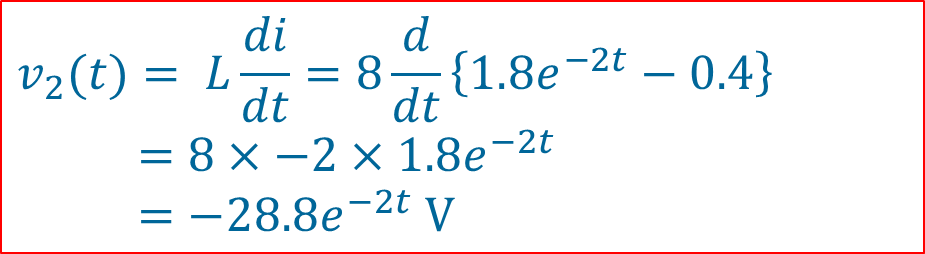 v₂(t) = L di/dt = 8 d/dt {1.8e⁻²ᵗ − 0.4}
= 8 × −2 × 1.8e⁻²ᵗ
= −28.8e⁻²ᵗ V